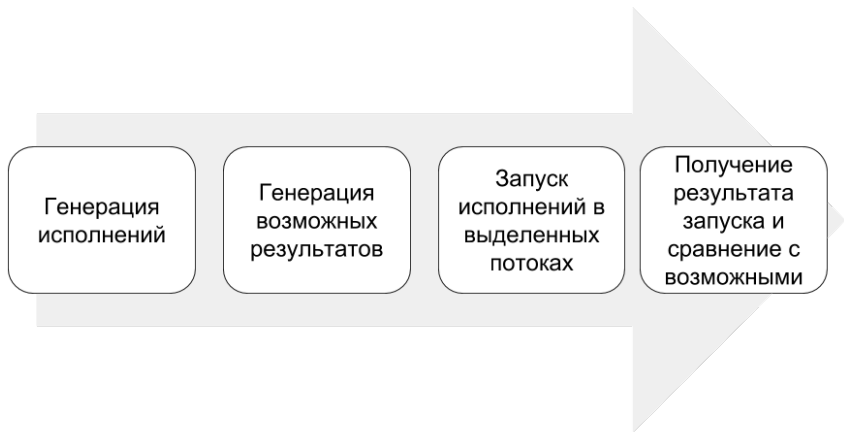 Генерация
исполнений
Генерация
возможных
результатов
Запуск
исполнений в
выделенных
потоках
Получение
результата
запуска и
сравнение с
возможными